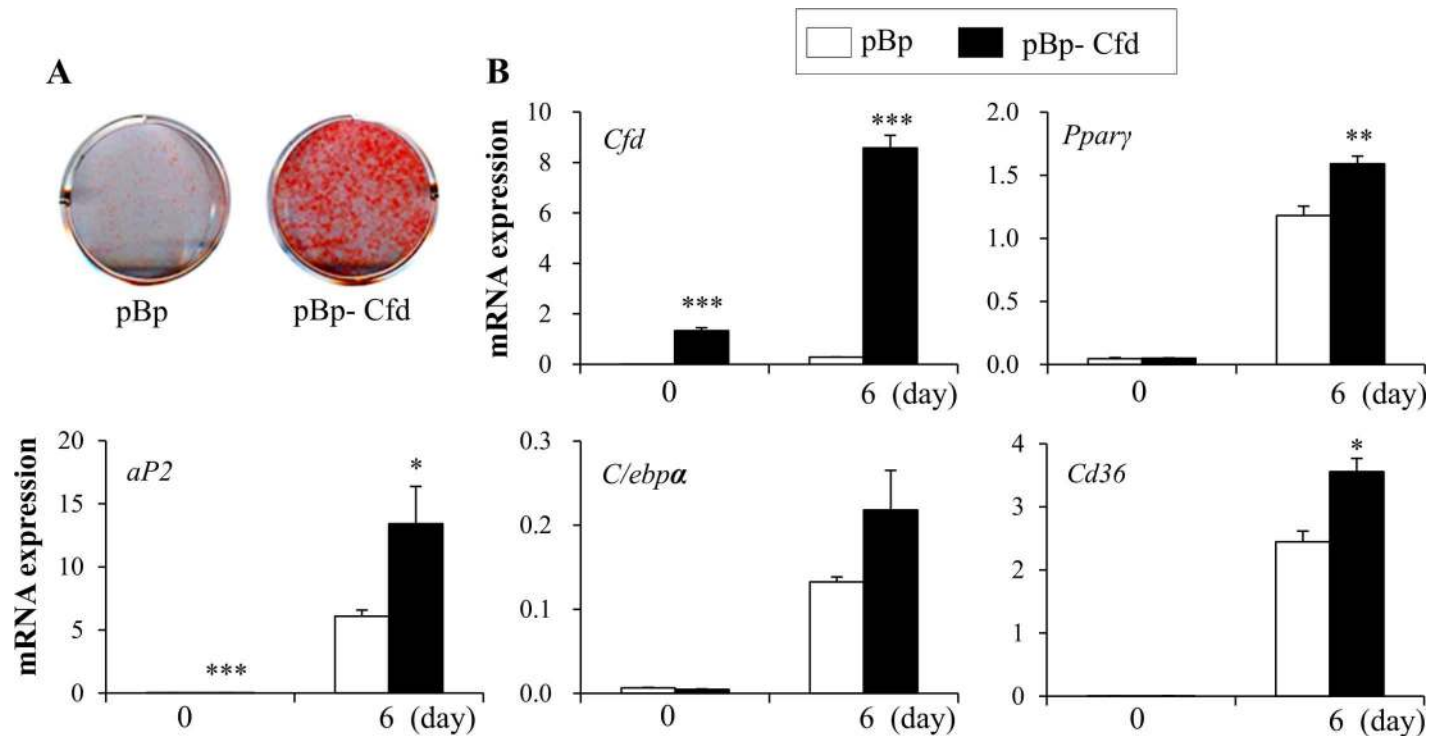 pBp pBp- Cfd
A
B
pBp pBp- Cfd
mRNA expression
Cfd
10
8
6
4
2
0
***
***
0 6 (day)
Pparγ
2.0
1.5
1.0
0.5
0.0
**
0 6 (day)
mRNA expression
aP2
20
15
10
5
0
***
*
0 6 (day)
C/ebpα
0.3
0.2
0.1
0.0
0 6 (day)
Cd36
4
3
2
1
0
*
0 6 (day)